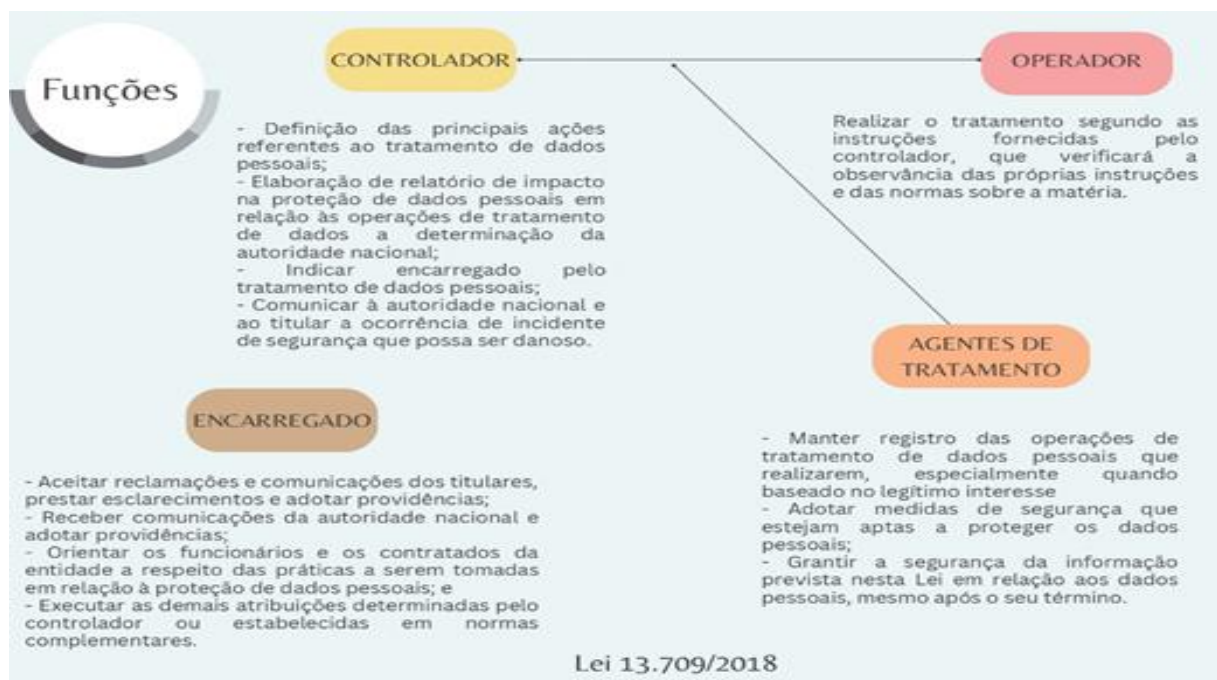 Funções
CONTROLADOR
- Definição das principais ações
referentes ao tratamento de dados
pessoais;
- Elaboração de relatório de impacto
na proteção de dados pessoais em
relação às operações de tratamento
de dados a determinação da
autoridade nacional;
- Indicar encarregado pelo
tratamento de dados pessoais;
- Comunicar à autoridade nacional e
ao titular a ocorrência de incidente
de segurança que possa ser danoso.
OPERADOR
Realizar o tratamento segundo as
instruções fornecidas pelo
controlador, que verificará a
observância das próprias instruções
e das normas sobre a matéria.
ENCARREGADO
- Aceitar reclamações e comunicações dos titulares,
prestar esclarecimentos e adotar providências;
- Receber comunicações da autoridade nacional e
adotar providências;
- Orientar os funcionários e os contratados da
entidade a respeito das práticas a serem tomadas
em relação à proteção de dados pessoais; e
- Executar as demais atribuições determinadas pelo
controlador ou estabelecidas em normas
complementares.
AGENTES DE
TRATAMENTO
- Manter registro das operações de
tratamento de dados pessoais que
realizarem, especialmente quando
baseado no legítimo interesse
- Adotar medidas de segurança que
estejam aptas a proteger os dados
pessoais;
- Grantir a segurança da informação
prevista nesta Lei em relação aos dados
pessoais, mesmo após o seu término.
Lei 13.709/2018